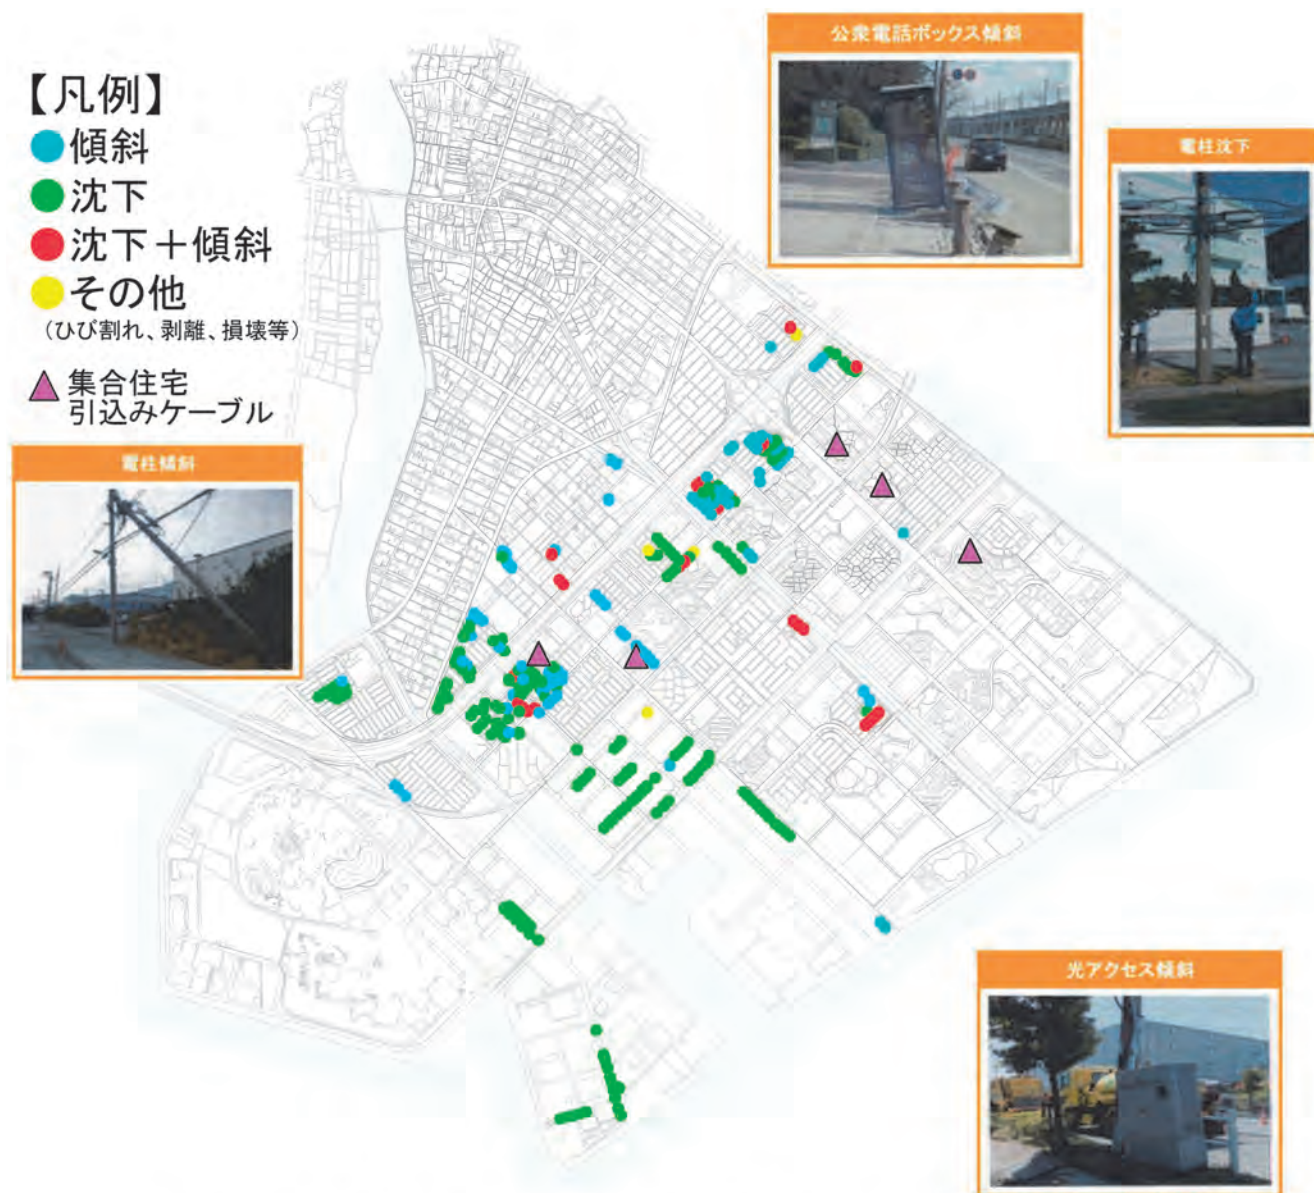 【凡例】
傾斜
沈下
沈下＋傾斜
その他
（ひび割れ、剥離、損壊等）
集合住宅
引込みケーブル
公衆電話ボックス傾斜
電柱沈下
電柱傾斜
光アクセス傾斜